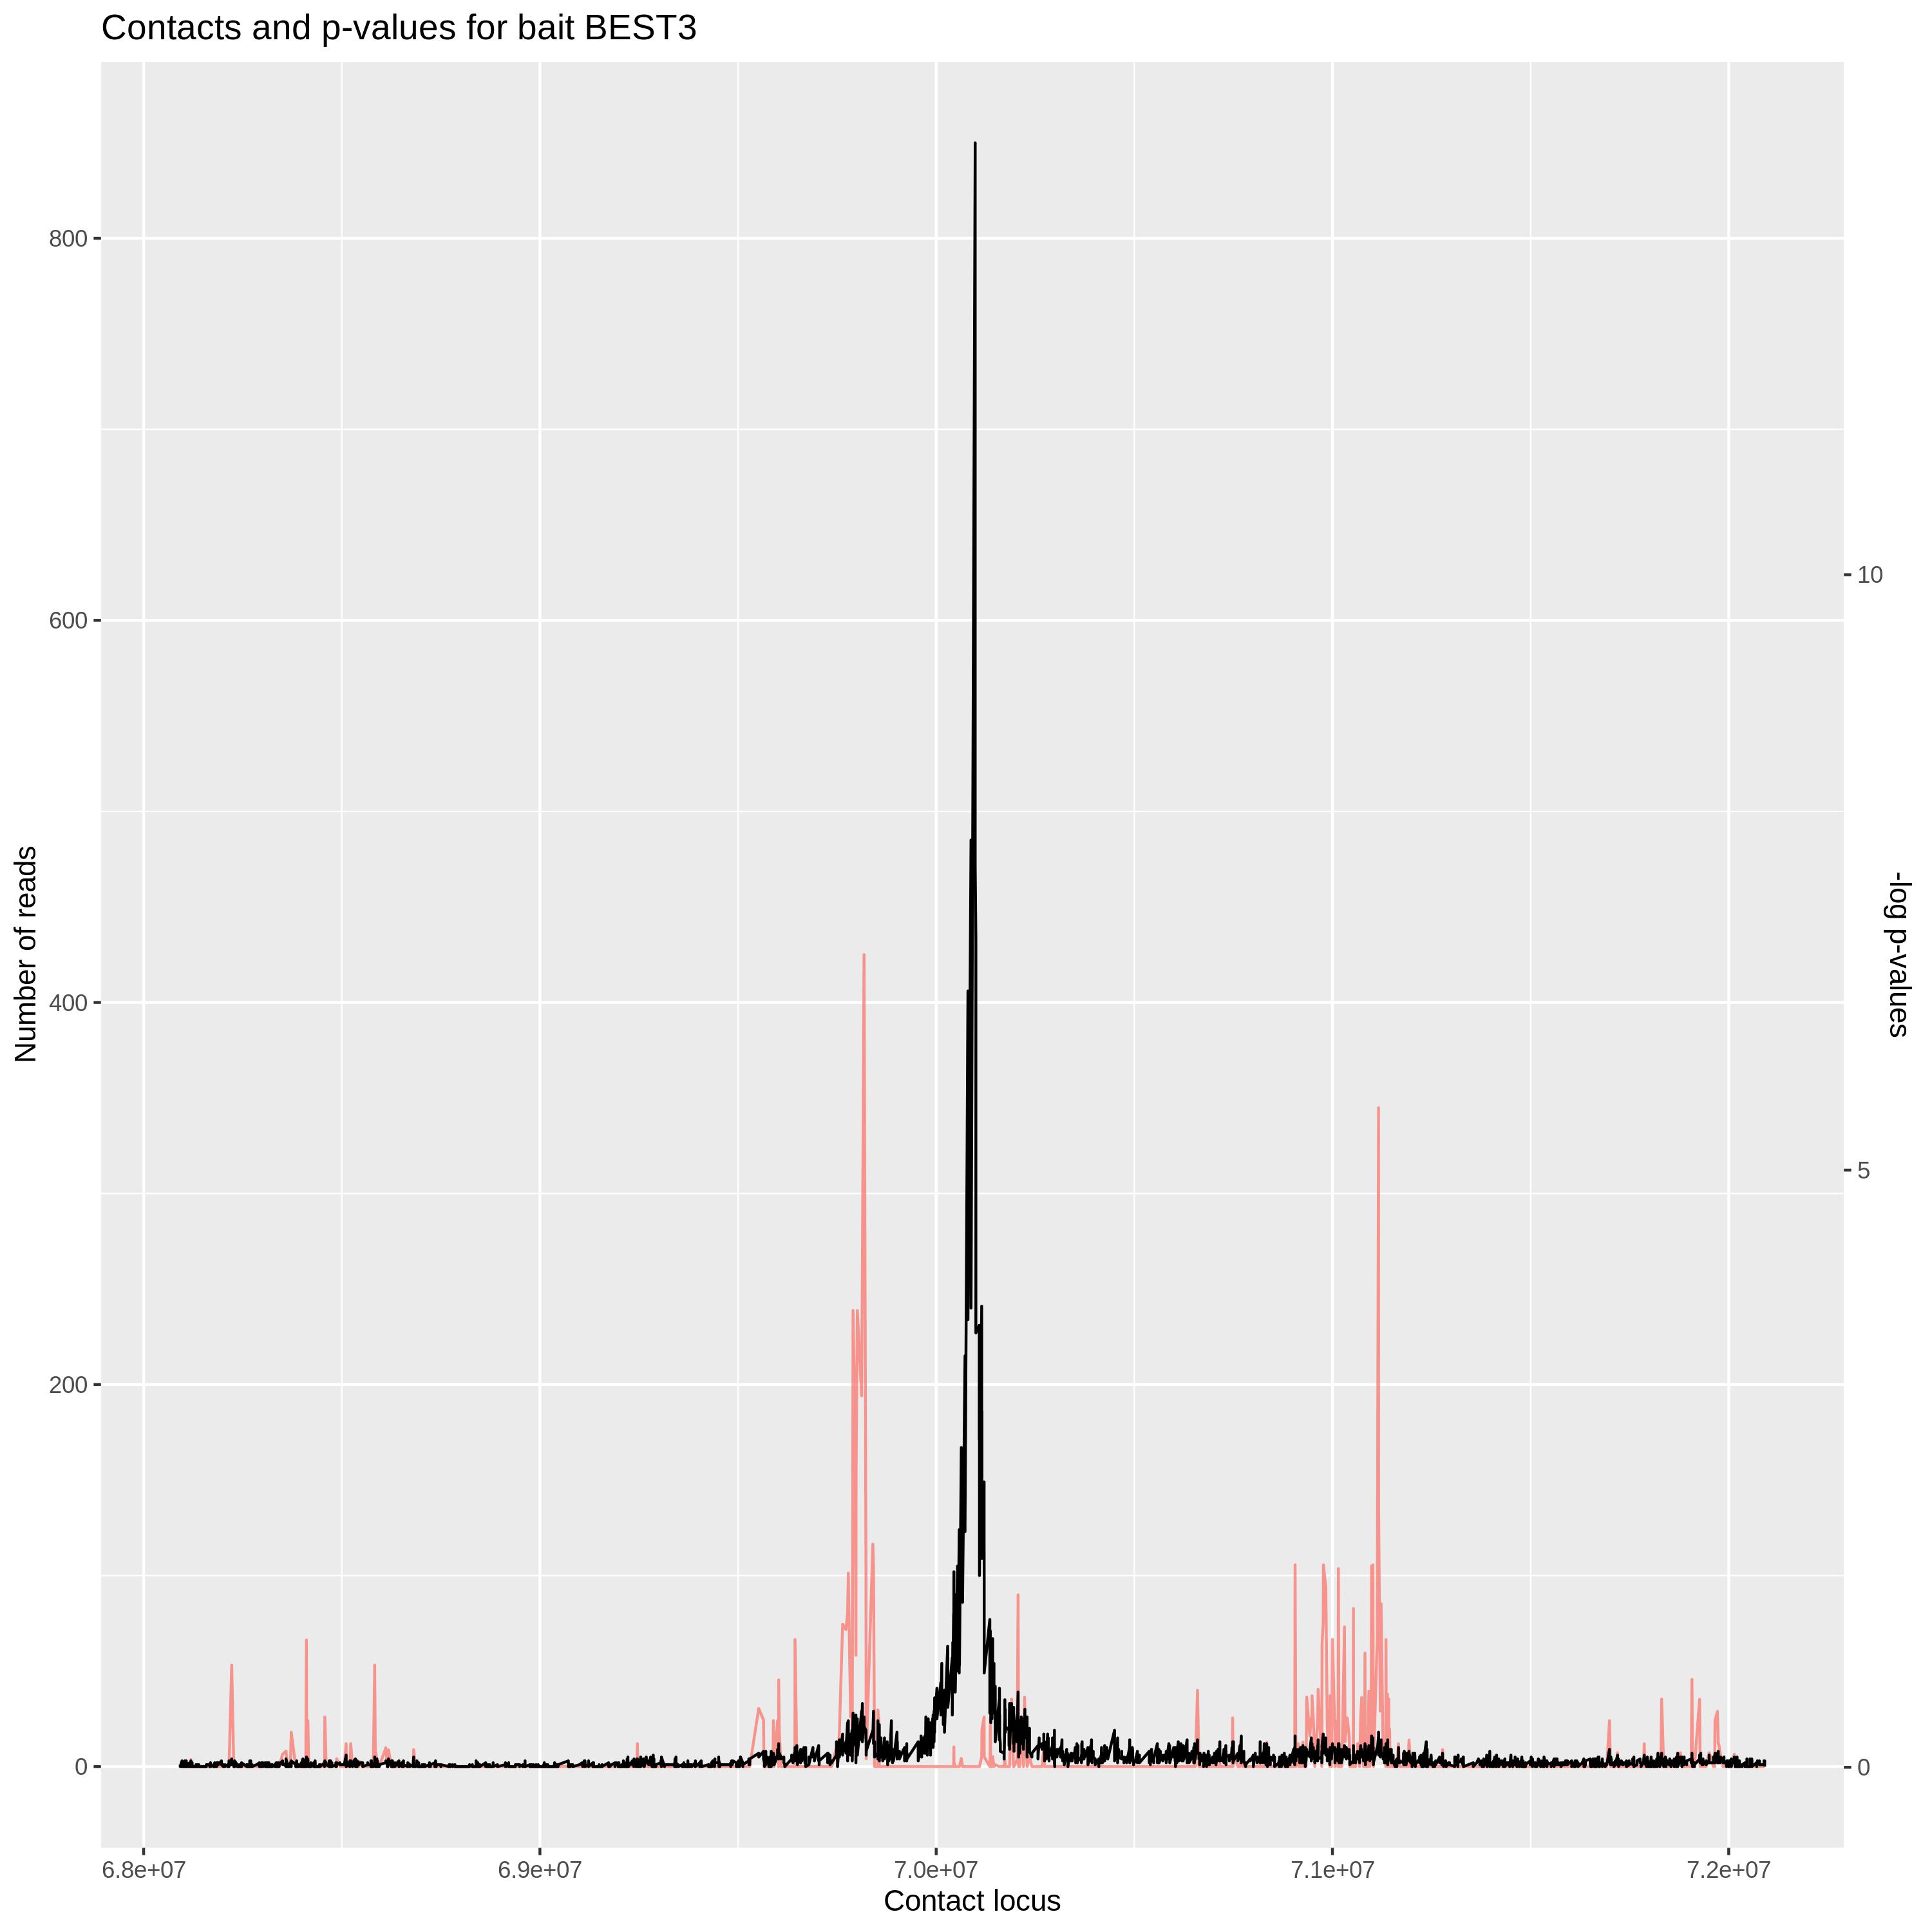 Contacts and p-values for bait BEST3
Number of reads
800
600
400
200
0
10
5
0
-log p-values
6.8e+07 6.9e+07 7.0e+07 7.1e+07 7.2e+07
Contact locus